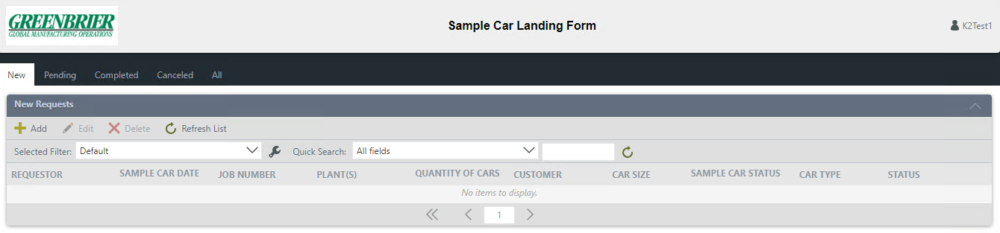 GREENBRIER
GLOBAL MANUFACTURING OPERATIONS
Sample Car Landing Form
K2Test1
New Pending Completed Canceled All
New Requests
Add Edit Delete Refresh List
Selected Filter: Default Quick Search: All fields
REQUESTOR SAMPLE CAR DATE JOB NUMBER PLANT(S) QUANTITY OF CARS CUSTOMER CAR SIZE SAMPLE CAR STATUS CAR TYPE STATUS
No items to display.
1